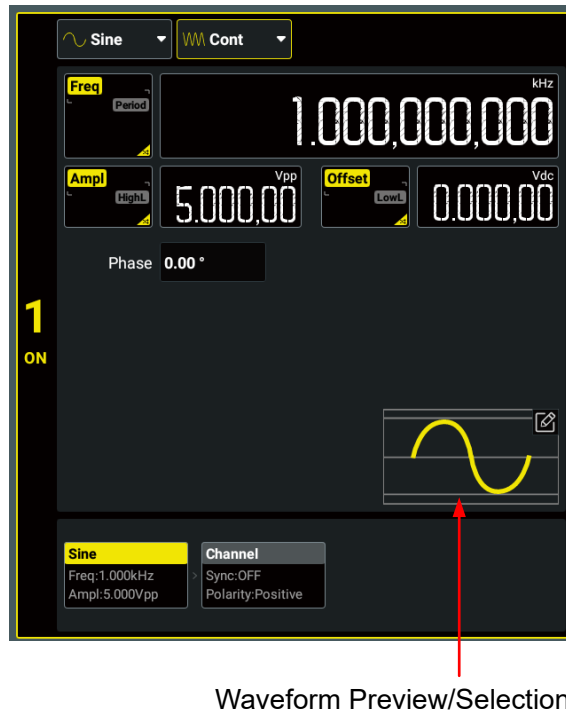 Sine Cont
Freq
Period
kHz
1.000,000,000
Ampl
HighL
Vpp
5.000,00
Offset
LowL
Vdc
0.000,00
Phase 0.00 °
1
ON
Sine
Freq:1.000kHz
Ampl:5.000Vpp
Channel
Sync:OFF
Polarity:Positive
Waveform Preview/Selection